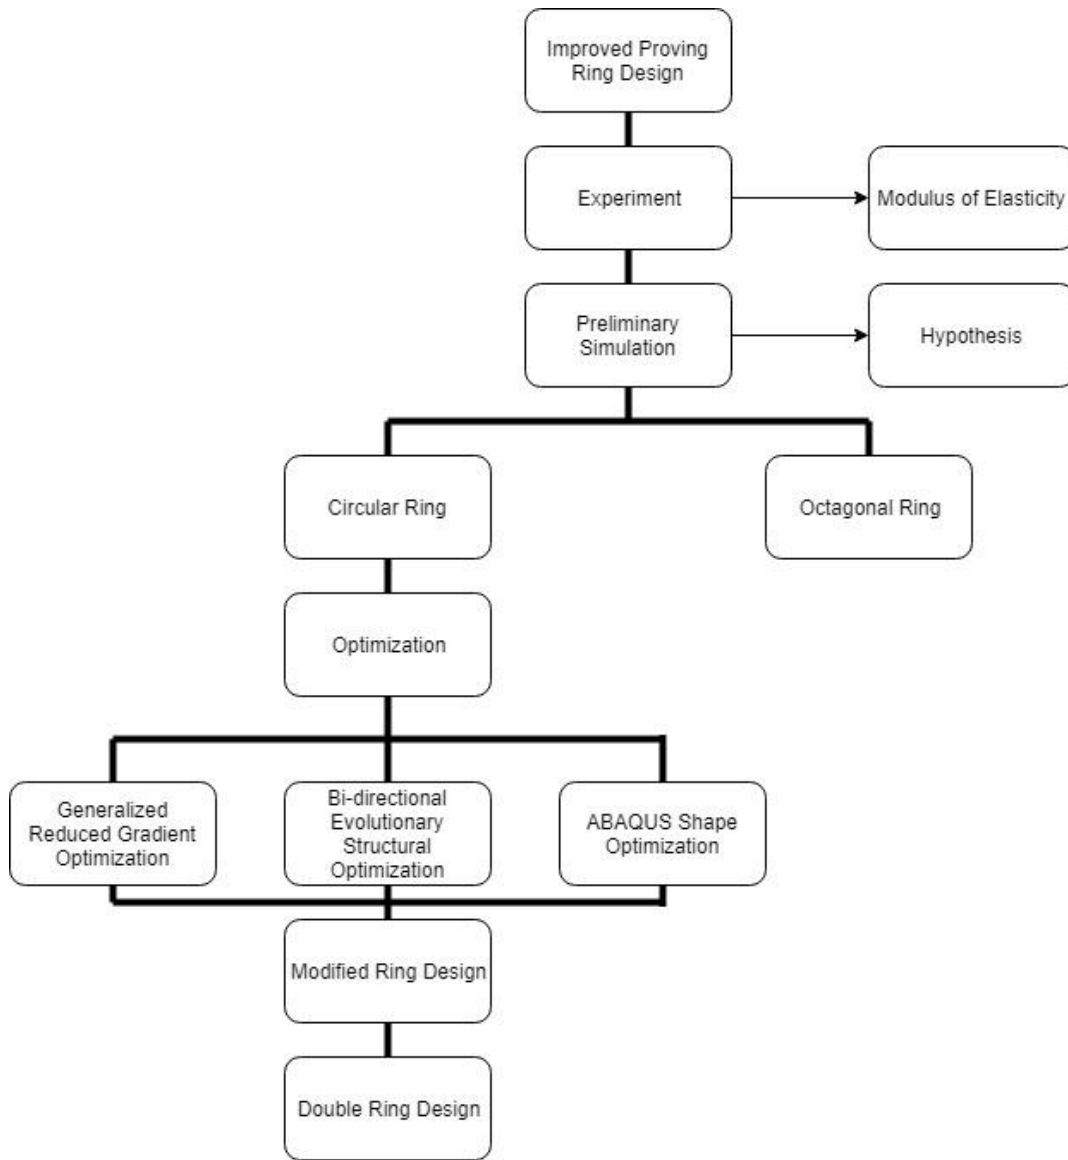 Improved Proving
Ring Design
Experiment
Modulus of Elasticity
Preliminary
Simulation
Hypothesis
Circular Ring
Octagonal Ring
Optimization
Generalized
Reduced Gradient
Optimization
Bi-directional
Evolutionary
Structural
Optimization
ABAQUS Shape
Optimization
Modified Ring Design
Double Ring Design